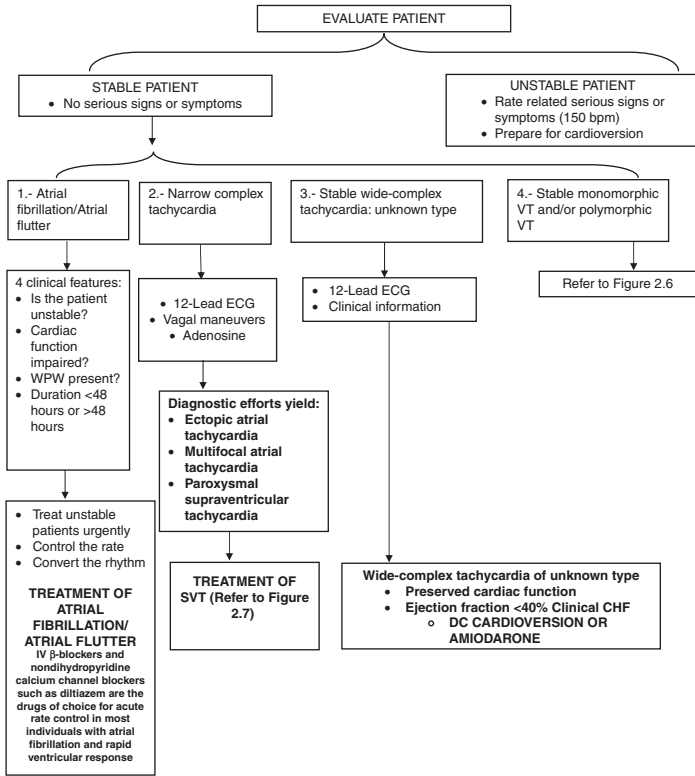 EVALUATE PATIENT
STABLE PATIENT
• No serious signs or symptoms
UNSTABLE PATIENT
• Rate related serious signs or
symptoms (150 bpm)
• Prepare for cardioversion
1.- Atrial
fibrillation/Atrial
flutter
2.- Narrow complex
tachycardia
3.- Stable wide-complex
tachycardia: unknown type
4.- Stable monomorphic
VT and/or polymorphic
VT
4 clinical features:
• Is the patient
unstable?
• Cardiac
function
impaired?
• WPW present?
• Duration <48
hours or >48
hours
• 12-Lead ECG
• Vagal maneuvers
• Adenosine
• 12-Lead ECG
• Clinical information
Refer to Figure 2.6
Diagnostic efforts yield:
• Ectopic atrial
tachycardia
• Multifocal atrial
tachycardia
• Paroxysmal
supraventricular
tachycardia
• Treat unstable
patients urgently
• Control the rate
• Convert the rhythm
TREATMENT OF
ATRIAL
FIBRILLATION/
ATRIAL FLUTTER
IV β-blockers and
nondihydropyridine
calcium channel blockers
such as diltiazem are the
drugs of choice for acute
rate control in most
individuals with atrial
fibrillation and rapid
ventricular response
TREATMENT OF
SVT (Refer to Figure
2.7)
Wide-complex tachycardia of unknown type
• Preserved cardiac function
• Ejection fraction <40% Clinical CHF
o DC CARDIOVERSION OR
AMIODARONE